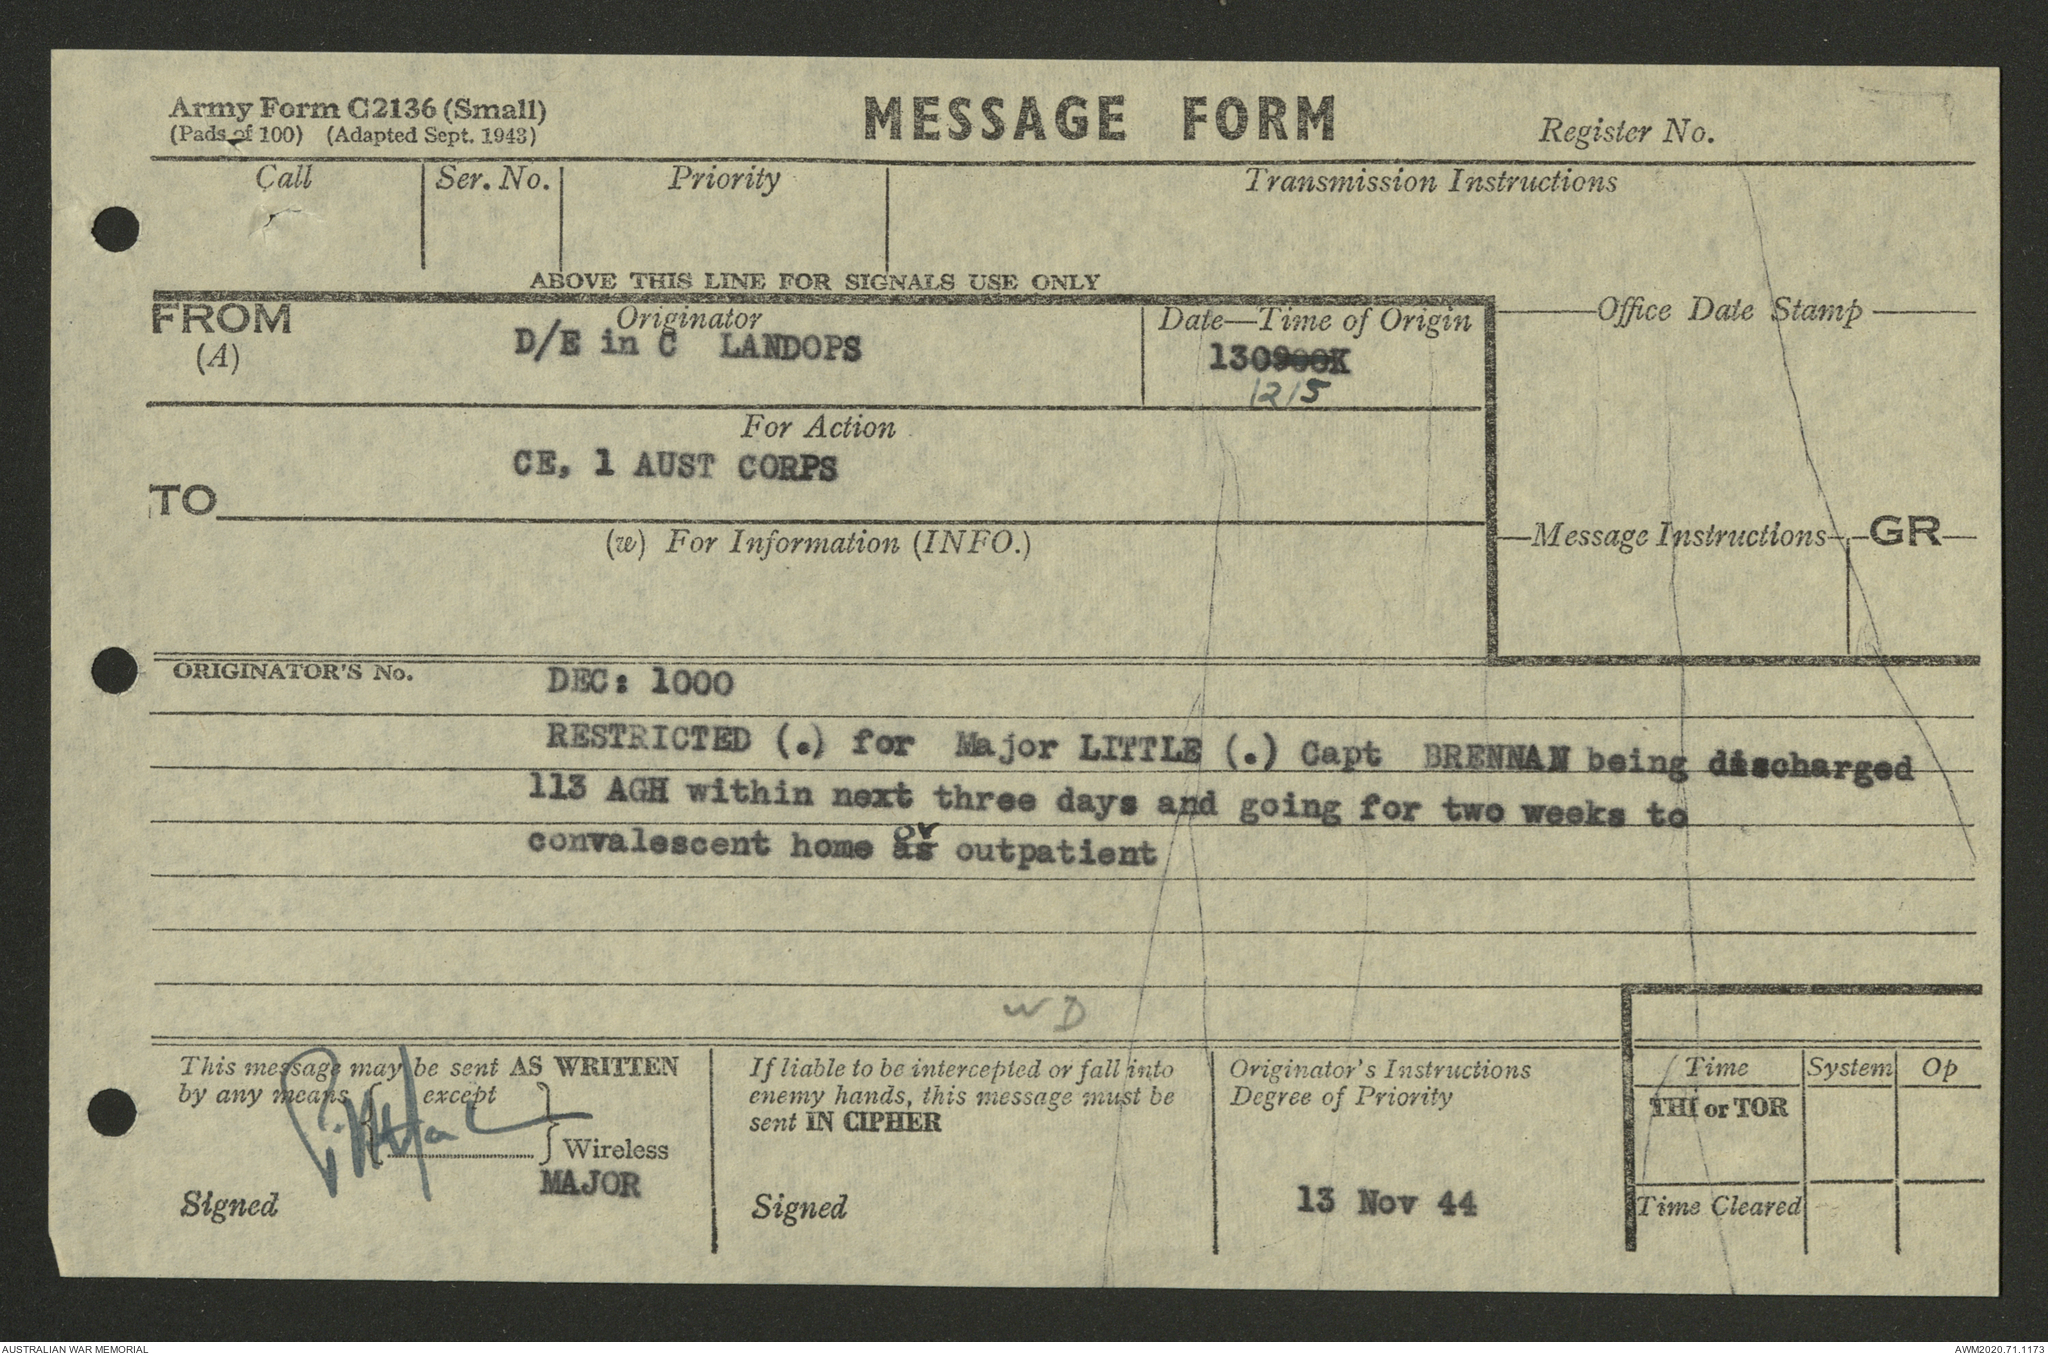 Army Form C2136 (Small)
(Pads of 100) (Adapted Sept. 1943)
MESSAGE FORM
Register No.
Call
Ser. No.
Priority
Transmission Instructions
ABOVE THIS LINE FOR SIGNALS USE ONLY
FROM
(A)
Originator
D/E in C LANDOPS
Date—Time of Origin
130900K
1215
Office Date Stamp
For Action
CE, 1 AUST CORPS
TO
(w) For Information (INFO.)
Message Instructions
GR
ORIGINATOR'S No.
DEC: 1000
RESTRICTED (.) for Major LITTLE (.) Capt BRENNAN being discharged
113 AGH within next three days and going for two weeks to
or
convalescent home as outpatient
W D
This message may be sent AS WRITTEN
by any means except
Wireless
MAJOR
Signed
If liable to be intercepted or fall into
enemy hands, this message must be
sent IN CIPHER
Signed
Originator's Instructions
Degree of Priority
13 Nov 44
Time
System
Op
THI or TOR
Time Cleared
AUSTRALIAN WAR MEMORIAL
AWM2020.71.1173